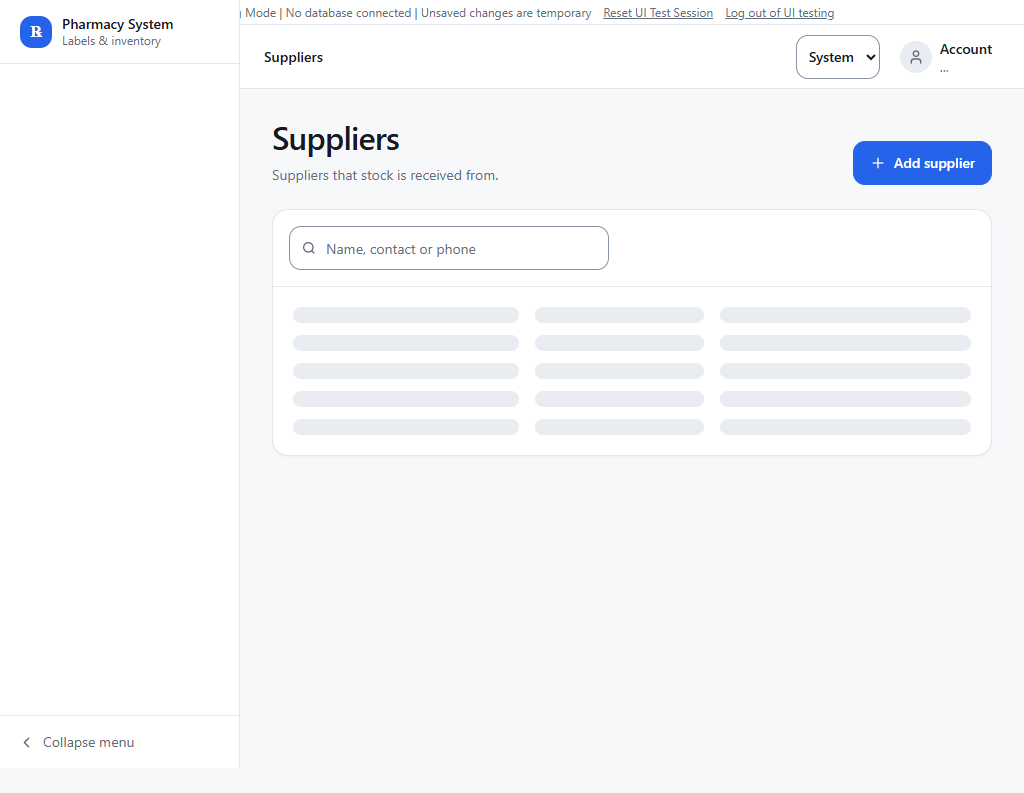 Pharmacy System
Labels & inventory
Mode | No database connected | Unsaved changes are temporary Reset UI Test Session Log out of UI testing
Suppliers
System
Account
...
Suppliers
Suppliers that stock is received from.
Add supplier
Name, contact or phone
Collapse menu